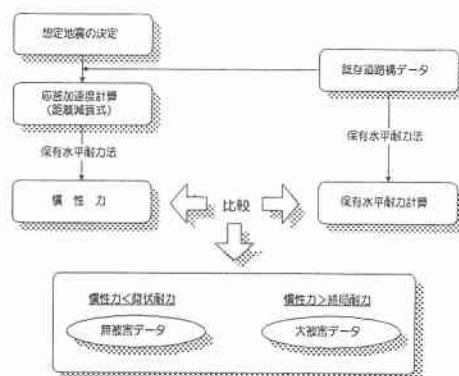 想定地震の決定
既存道路橋データ
応答加速度計算
(距離減衰式)
保有水平耐力法
保有水平耐力法
慣 性 力
比較
保有水平耐力計算
慣性力<降伏耐力
慣性力>終局耐力
無被害データ
大被害データ